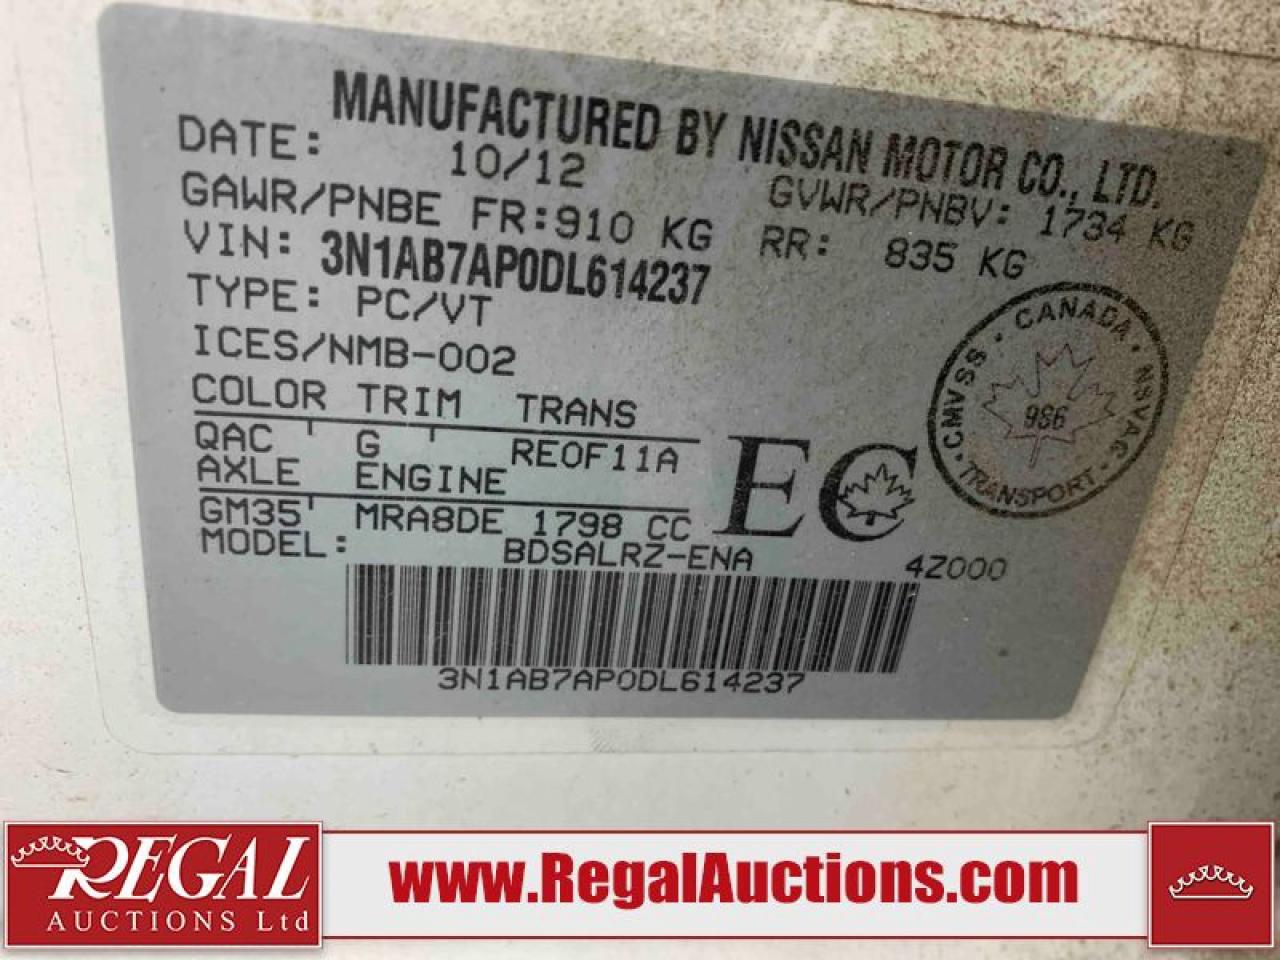 MANUFACTURED BY NISSAN MOTOR CO., LTD.
DATE: 10/12 GVWR/PNBV: 1734 KG
GAWR/PNBE FR:910 KG RR: 835 KG
VIN: 3N1AB7AP0DL614237
TYPE: PC/VT
ICES/NMB-002
COLOR TRIM TRANS
QAC G RE0F11A
AXLE ENGINE
GM35 MRA8DE 1798 CC
MODEL: BDSALRZ-ENA
EC
4Z000
CANADA · NSVAC · TRANSPORT · CMVSS ·
986
3N1AB7AP0DL614237
REGAL
AUCTIONS Ltd
www.RegalAuctions.com